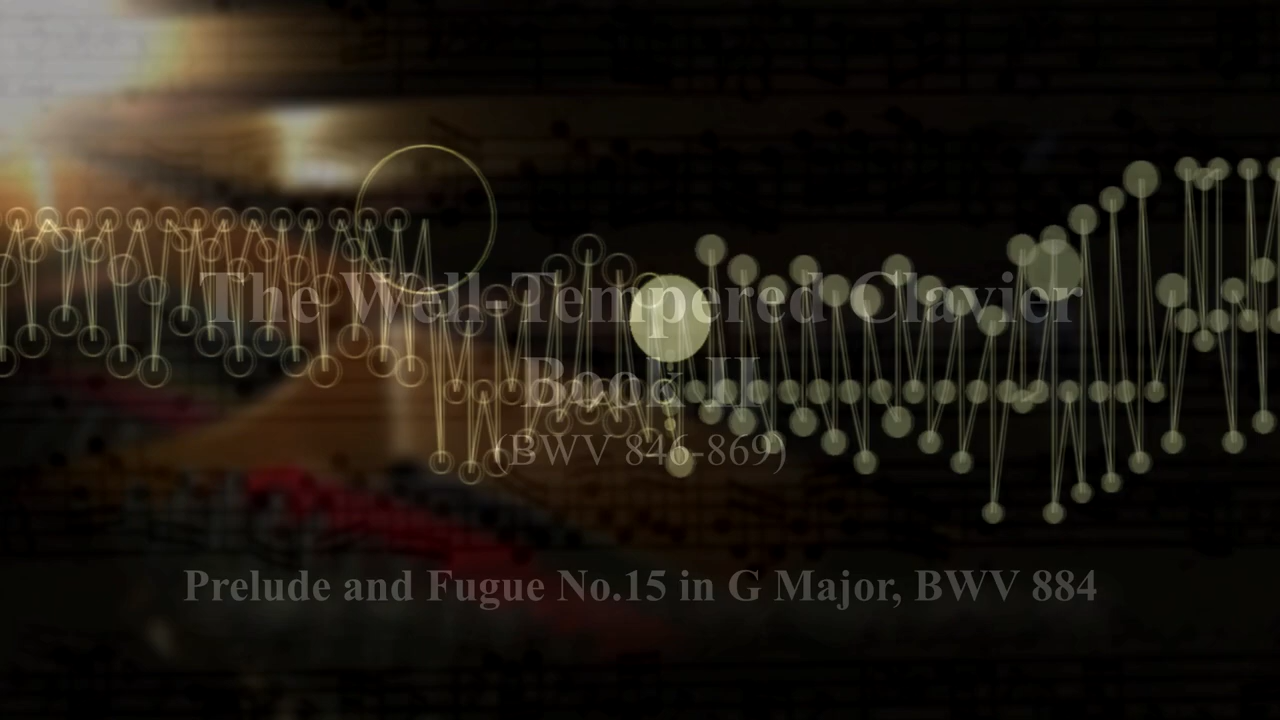 The Well-Tempered Clavier
Book II
(BWV 846-869)
Prelude and Fugue No.15 in G Major, BWV 884